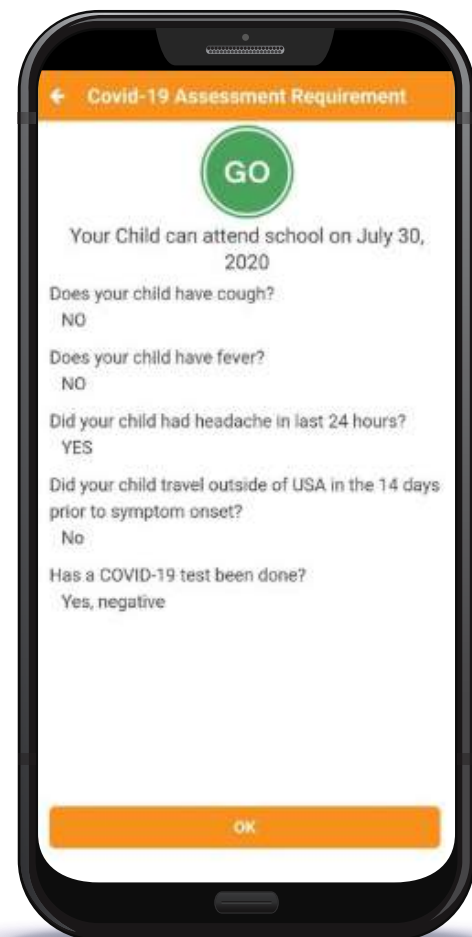 Covid-19 Assessment Requirement
GO
Your Child can attend school on July 30,
2020
Does your child have cough?
NO
Does your child have fever?
NO
Did your child had headache in last 24 hours?
YES
Did your child travel outside of USA in the 14 days
prior to symptom onset?
No
Has a COVID-19 test been done?
Yes, negative
OK